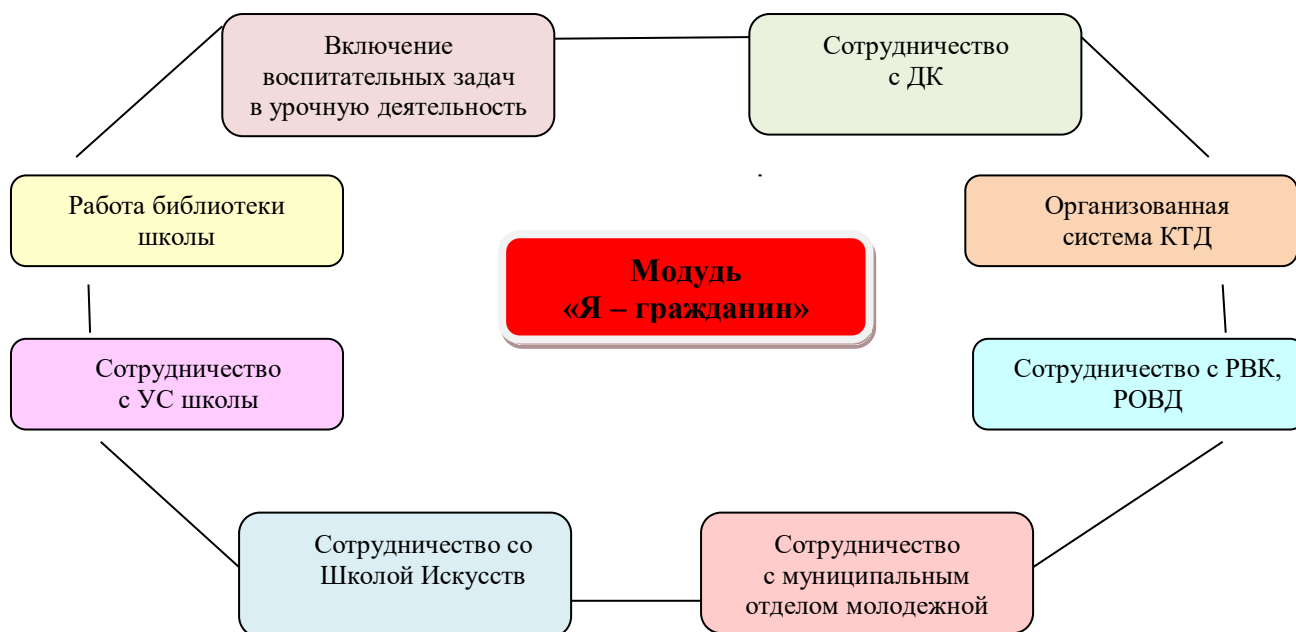 Включение
воспитательных задач
в урочную деятельность
Сотрудничество
с ДК
Работа библиотеки
школы
Организованная
система КТД
Модудь
«Я – гражданин»
Сотрудничество
с УС школы
Сотрудничество с РВК,
РОВД
Сотрудничество со
Школой Искусств
Сотрудничество
с муниципальным
отделом молодежной